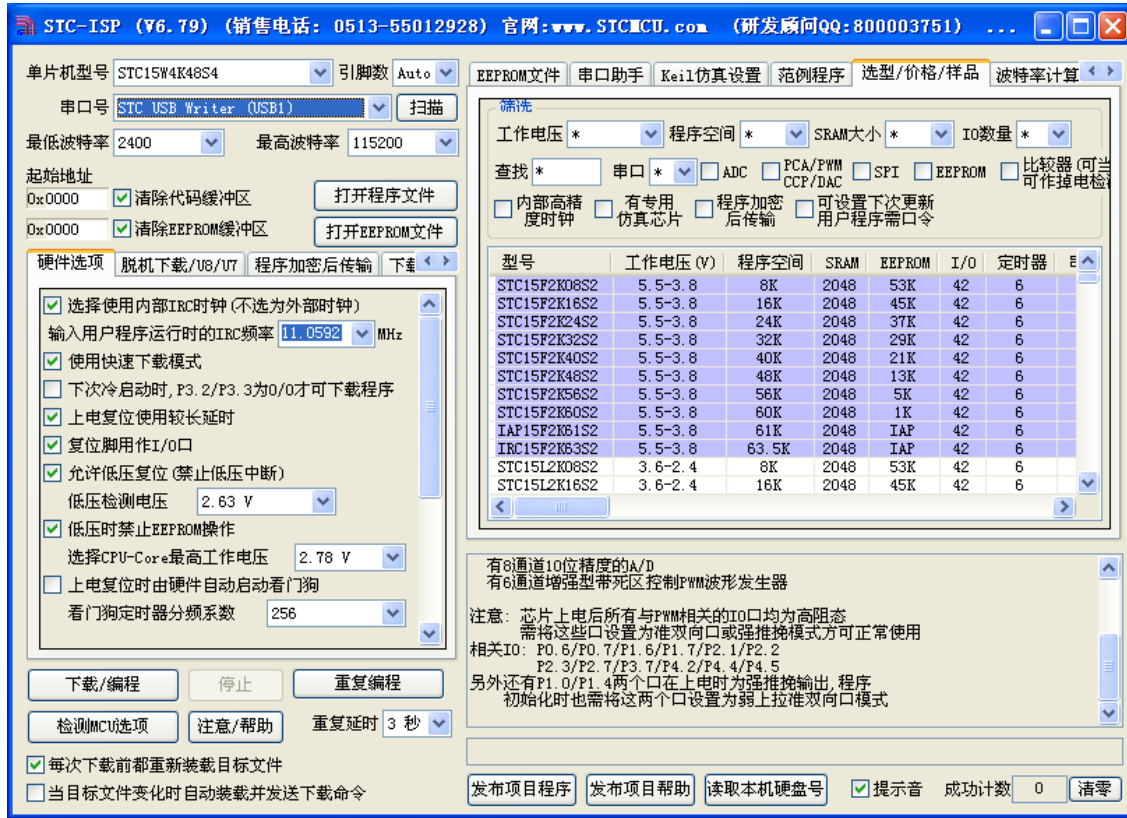 STC-ISP (V6.79) (销售电话: 0513-55012928) 官网:www.STCMCU.com (研发顾问QQ:800003751) ...
单片机型号 STC15W4K48S4 引脚数 Auto
串口号 STC USB Writer (USB1) 扫描
最低波特率 2400 最高波特率 115200
起始地址
0x0000 清除代码缓冲区 打开程序文件
0x0000 清除EEPROM缓冲区 打开EEPROM文件
硬件选项 脱机下载/U8/U7 程序加密后传输
选择使用内部IRC时钟(不选为外部时钟)
输入用户程序运行时的IRC频率 11.0592 MHz
使用快速下载模式
下次冷启动时,P3.2/P3.3为0/0才可下载程序
上电复位使用较长延时
复位脚用作I/O口
允许低压复位(禁止低压中断)
低压检测电压 2.63 V
低压时禁止EEPROM操作
选择CPU-Core最高工作电压 2.78 V
上电复位时由硬件自动启动看门狗
看门狗定时器分频系数 256
下载/编程 停止 重复编程
检测MCU选项 注意/帮助 重复延时 3 秒
每次下载前都重新装载目标文件
当目标文件变化时自动装载并发送下载命令
EEPROM文件 串口助手 Keil仿真设置 范例程序 选型/价格/样品 波特率计算
筛选
工作电压 * 程序空间 * SRAM大小 * IO数量 *
查找 * 串口 * ADC PCA/PWM SPI EEPROM 比较器(可当
CCP/DAC 可作掉电检
内部高精 有专用 程序加密 可设置下次更新
度时钟 仿真芯片 后传输 用户程序需口令
型号 工作电压(V) 程序空间 SRAM EEPROM I/O 定时器
STC15F2K08S2 5.5-3.8 8K 2048 53K 42 6
STC15F2K16S2 5.5-3.8 16K 2048 45K 42 6
STC15F2K24S2 5.5-3.8 24K 2048 37K 42 6
STC15F2K32S2 5.5-3.8 32K 2048 29K 42 6
STC15F2K40S2 5.5-3.8 40K 2048 21K 42 6
STC15F2K48S2 5.5-3.8 48K 2048 13K 42 6
STC15F2K56S2 5.5-3.8 56K 2048 5K 42 6
STC15F2K60S2 5.5-3.8 60K 2048 1K 42 6
IAP15F2K61S2 5.5-3.8 61K 2048 IAP 42 6
IRC15F2K63S2 5.5-3.8 63.5K 2048 IAP 42 6
STC15L2K08S2 3.6-2.4 8K 2048 53K 42 6
STC15L2K16S2 3.6-2.4 16K 2048 45K 42 6
有8通道10位精度的A/D
有6通道增强型带死区控制PWM波形发生器
注意: 芯片上电后所有与PWM相关的IO口均为高阻态
需将这些口设置为准双向口或强推挽模式方可正常使用
相关IO: P0.6/P0.7/P1.6/P1.7/P2.1/P2.2
P2.3/P2.7/P3.7/P4.2/P4.4/P4.5
另外还有P1.0/P1.4两个口在上电时为强推挽输出,程序
初始化时也需将这两个口设置为弱上拉准双向口模式
发布项目程序 发布项目帮助 读取本机硬盘号 提示音 成功计数 0 清零